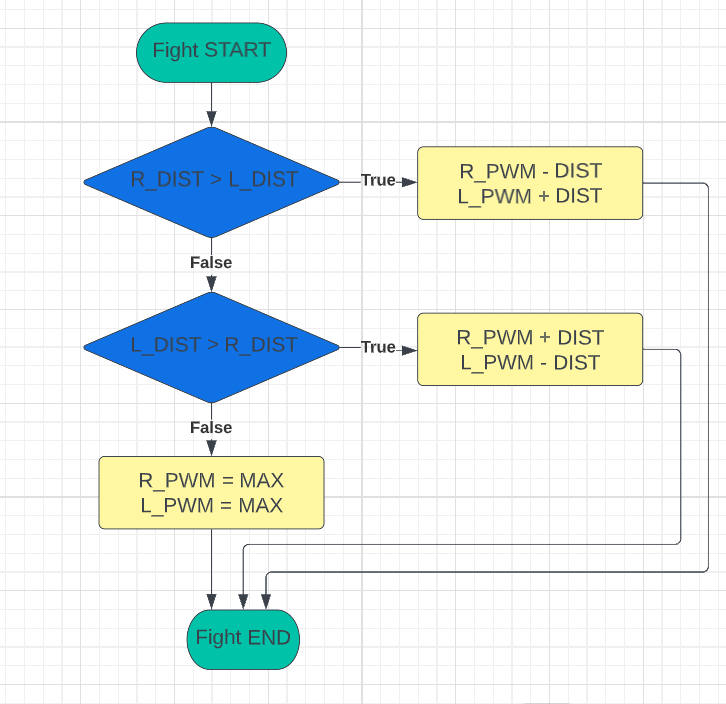 Fight START
R_DIST > L_DIST
True
R_PWM - DIST
L_PWM + DIST
False
L_DIST > R_DIST
True
R_PWM + DIST
L_PWM - DIST
False
R_PWM = MAX
L_PWM = MAX
Fight END